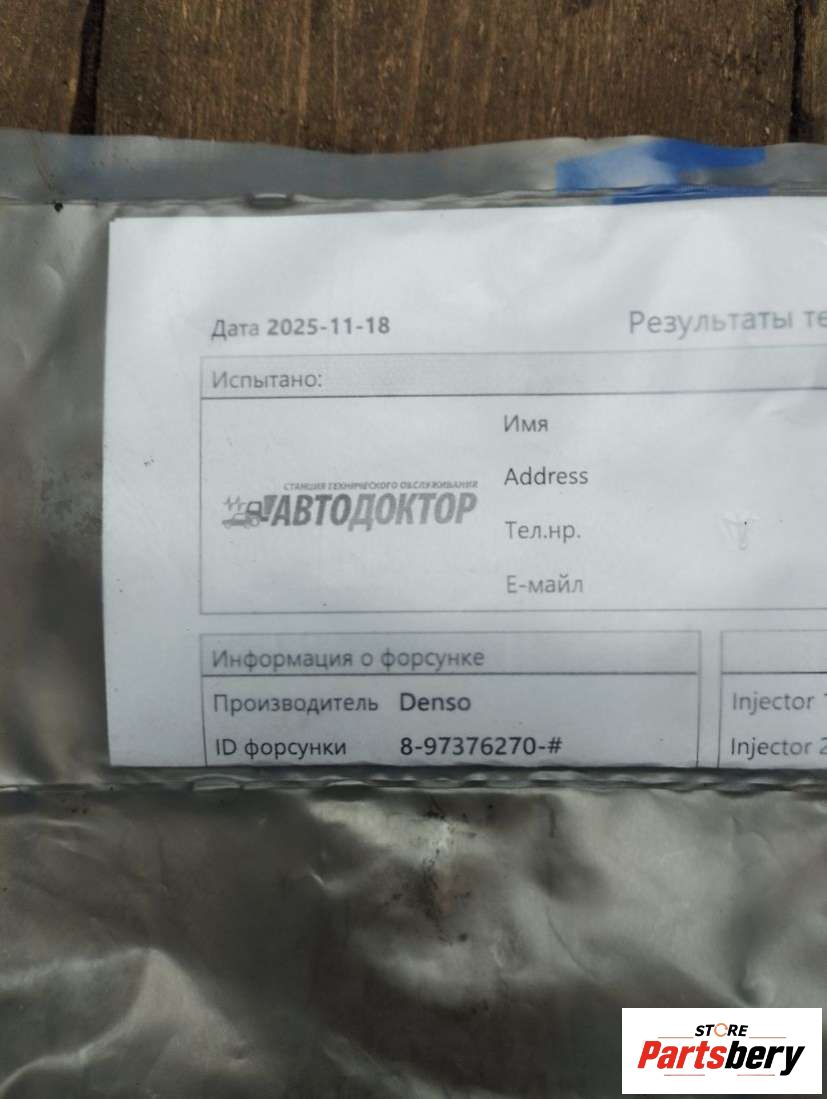 Дата 2025-11-18
Результаты те
Испытано:
Имя
СТАНЦИЯ ТЕХНИЧЕСКОГО ОБСЛУЖИВАНИЯ
АВТОДОКТОР
Address
Тел.нр.
Е-майл
Информация о форсунке
Производитель Denso
Injector 1
ID форсунки 8-97376270-#
Injector 2
STORE
Partsbery